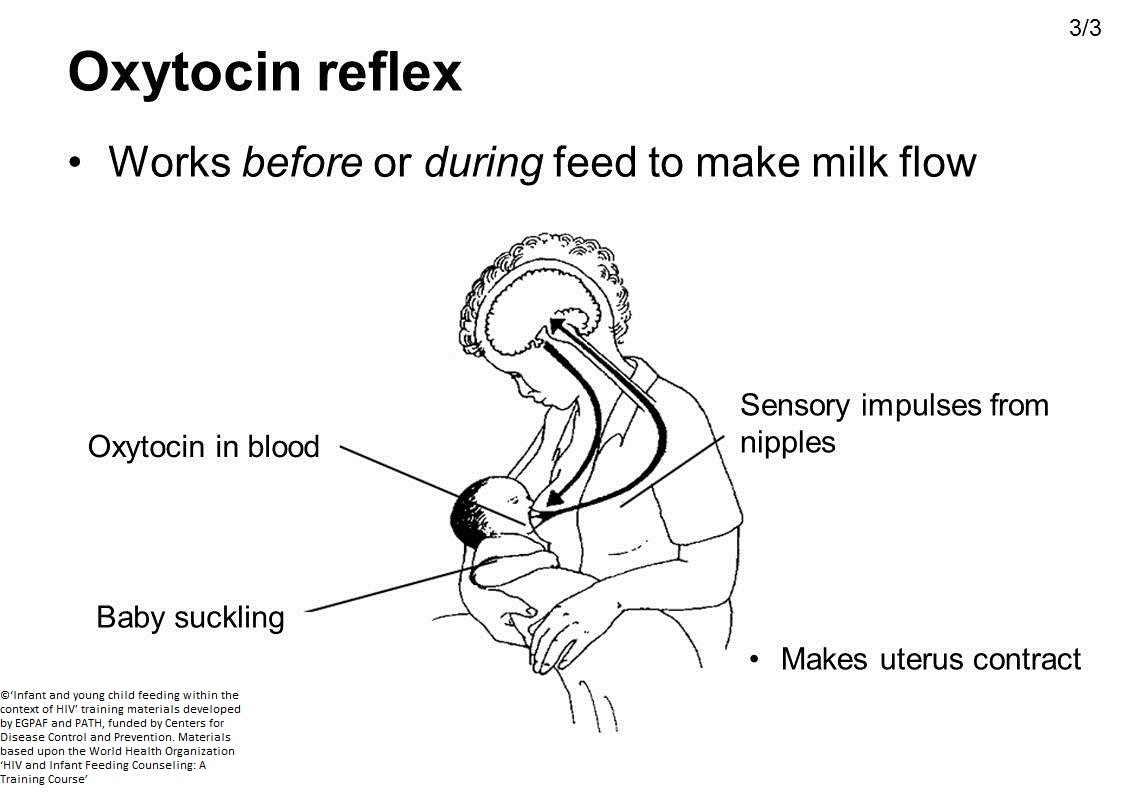 3/3
Oxytocin reflex
• Works before or during feed to make milk flow
Sensory impulses from
nipples
Oxytocin in blood
Baby suckling
• Makes uterus contract
©‘Infant and young child feeding within the
context of HIV’ training materials developed
by EGPAF and PATH, funded by Centers for
Disease Control and Prevention. Materials
based upon the World Health Organization
‘HIV and Infant Feeding Counseling: A
Training Course’